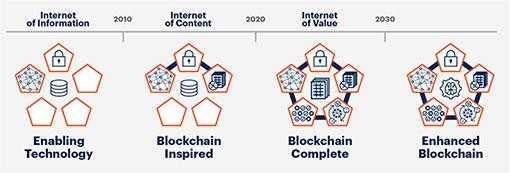 Internet
of Information
2010
Internet
of Content
2020
Internet
of Value
2030
Enabling
Technology
Blockchain
Inspired
Blockchain
Complete
Enhanced
Blockchain